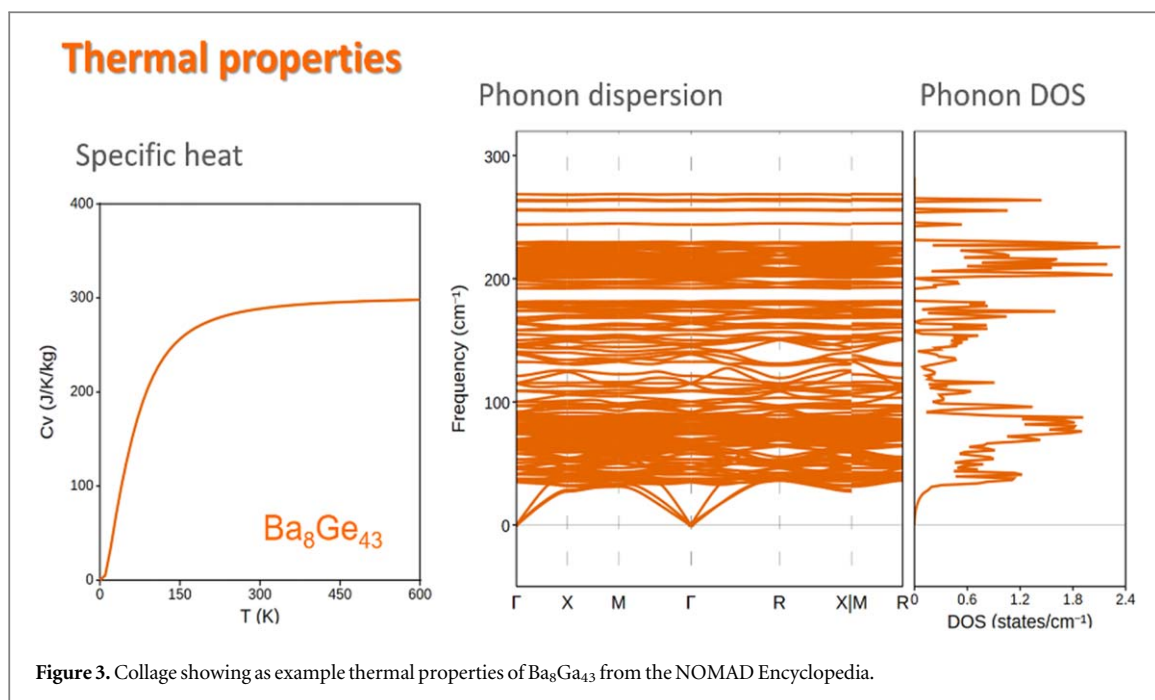 Thermal properties
Specific heat
Cv (J/K/kg)
400
300
200
100
0
0 150 300 450 600
T (K)
Ba₈Ge₄₃
Phonon dispersion
Frequency (cm⁻¹)
300
200
100
0
Γ X M Γ R X|M R
Phonon DOS
0 0.6 1.2 1.8 2.4
DOS (states/cm⁻¹)
Figure 3. Collage showing as example thermal properties of Ba₈Ga₄₃ from the NOMAD Encyclopedia.